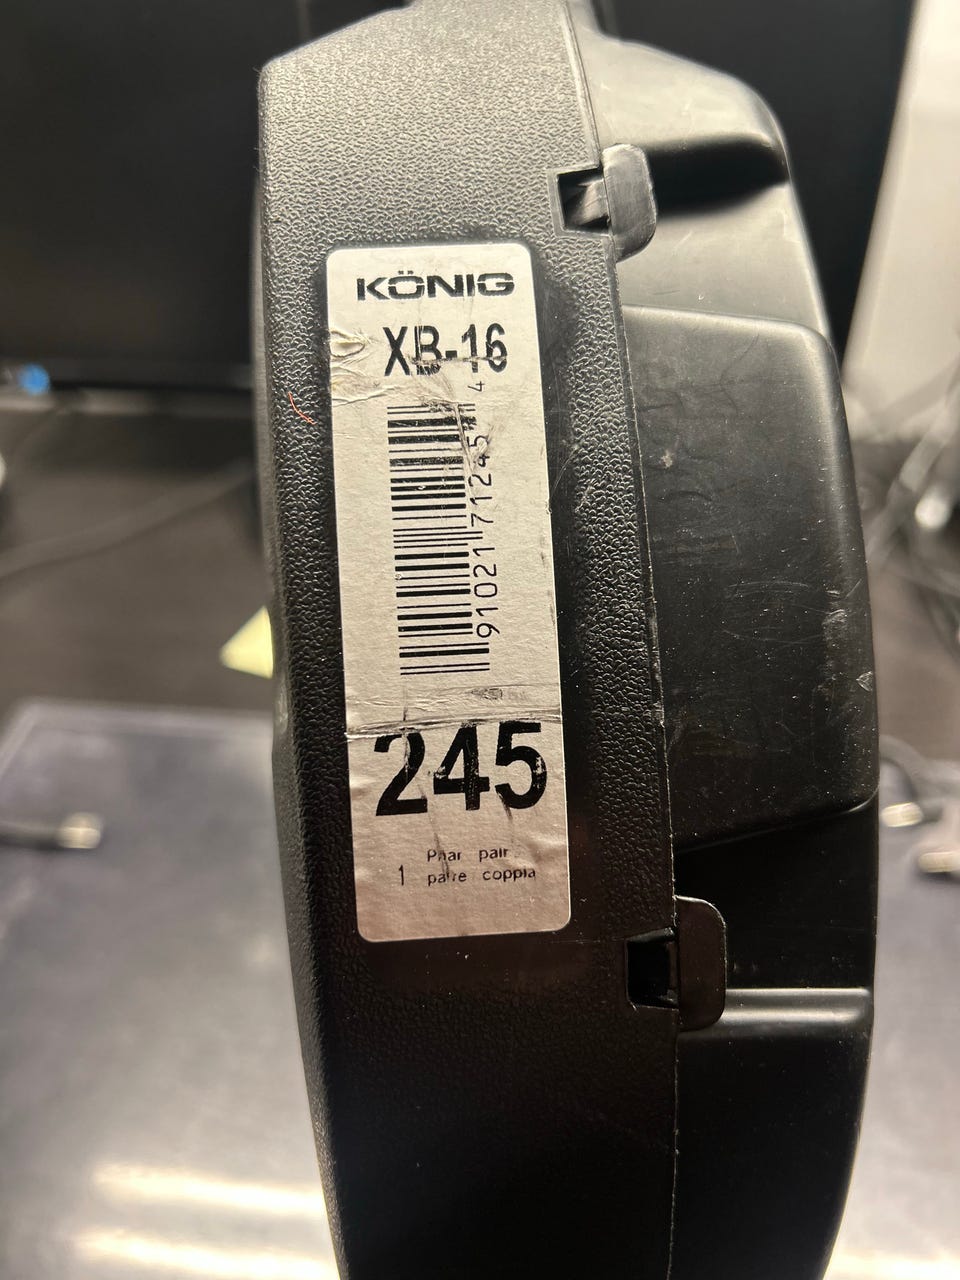 KÖNIG
XB-16
91021 71245 4
245
1 Paar pair
paire coppia